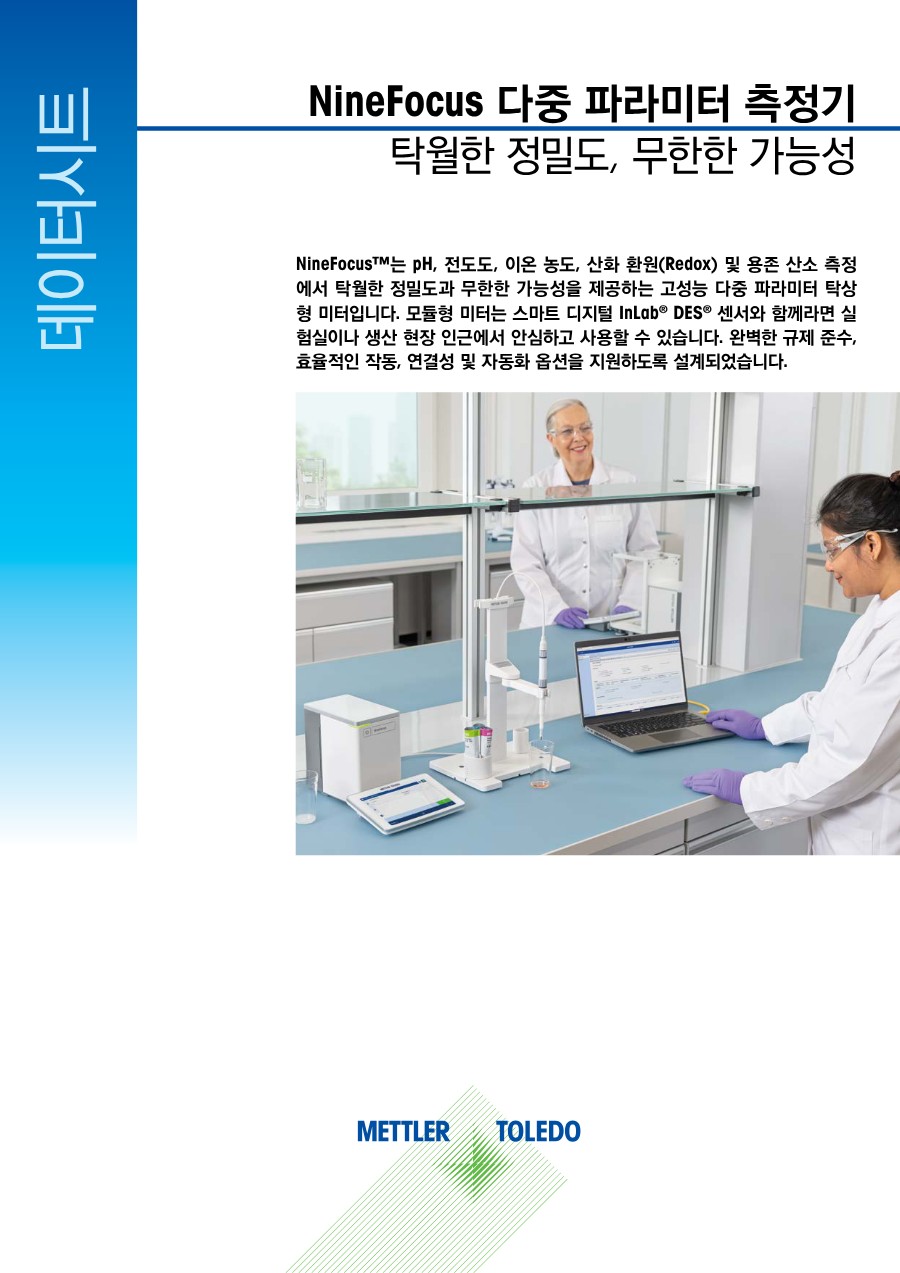 데이터시트
NineFocus 다중 파라미터 측정기
탁월한 정밀도, 무한한 가능성
NineFocus™는 pH, 전도도, 이온 농도, 산화 환원(Redox) 및 용존 산소 측정
에서 탁월한 정밀도과 무한한 가능성을 제공하는 고성능 다중 파라미터 탁상
형 미터입니다. 모듈형 미터는 스마트 디지털 InLab® DES® 센서와 함께라면 실
험실이나 생산 현장 인근에서 안심하고 사용할 수 있습니다. 완벽한 규제 준수,
효율적인 작동, 연결성 및 자동화 옵션을 지원하도록 설계되었습니다.
METTLER TOLEDO